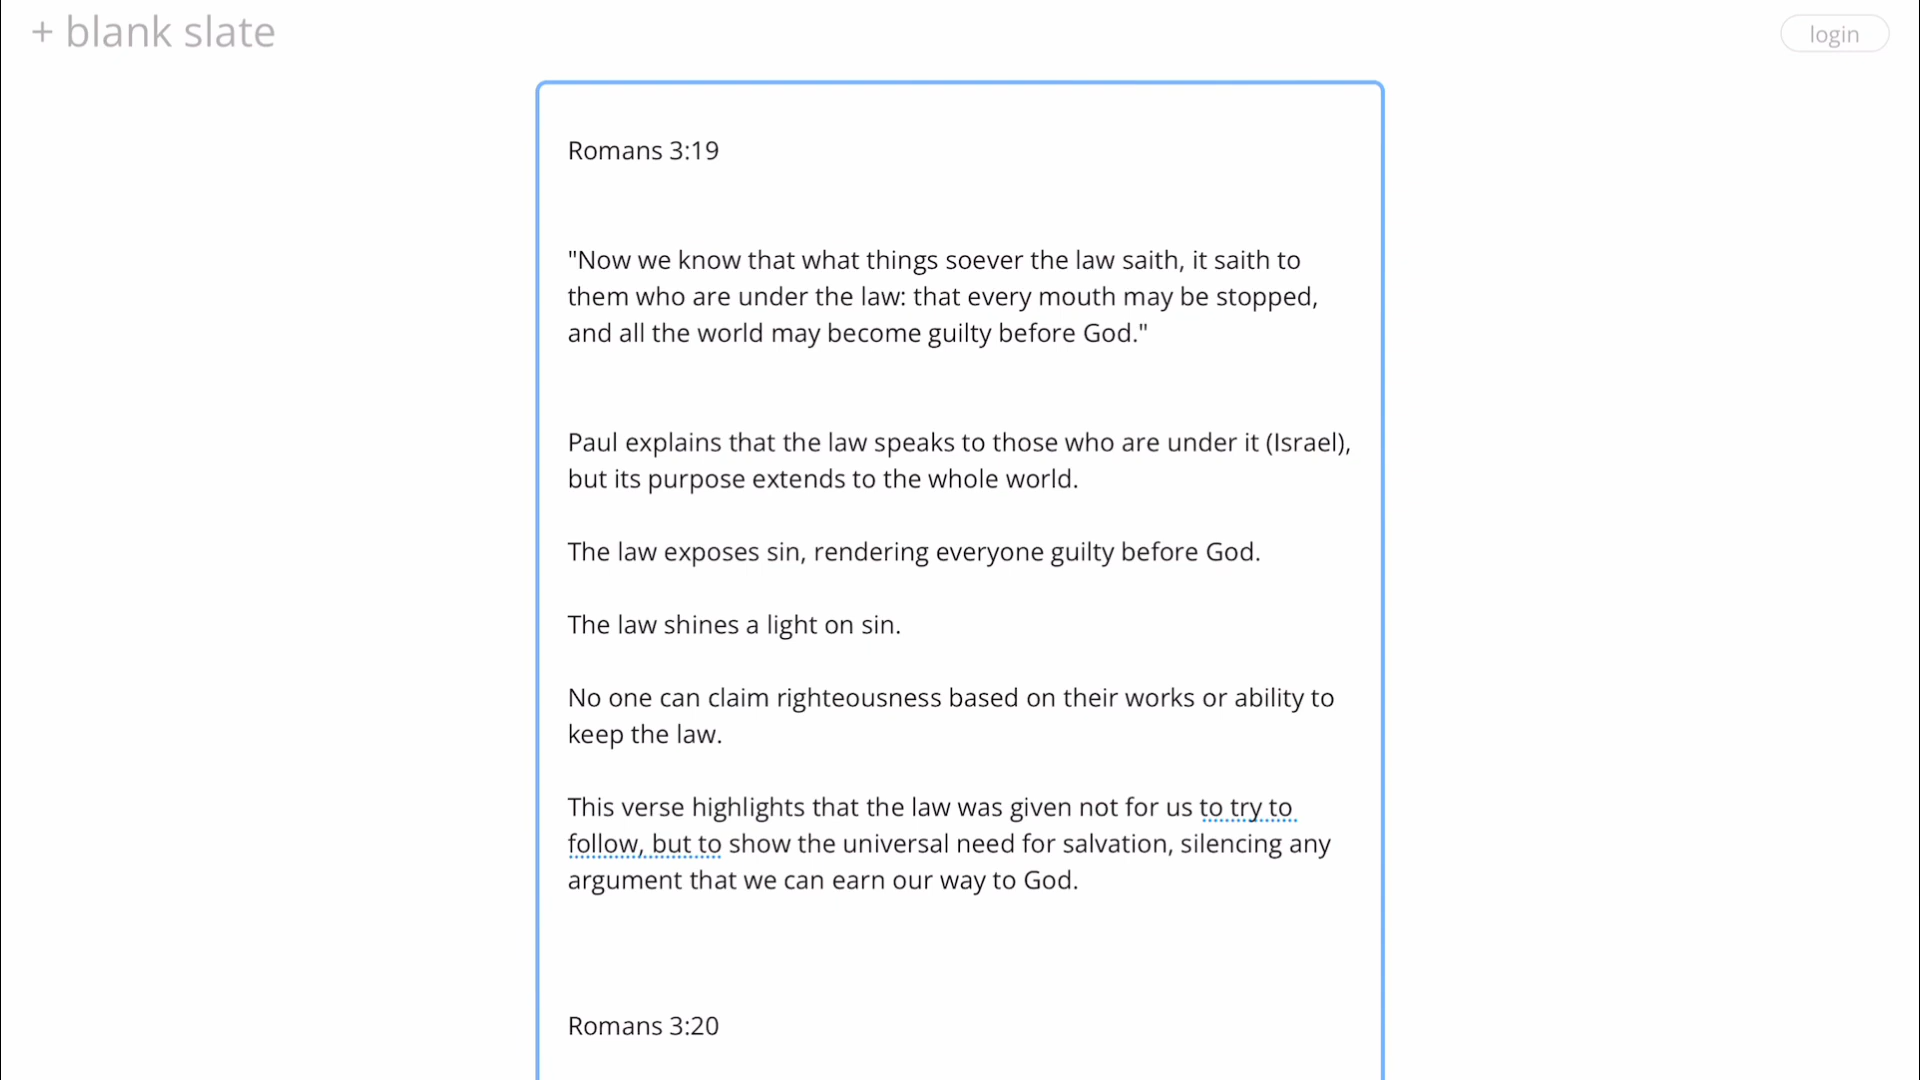 + blank slate
login
Romans 3:19
"Now we know that what things soever the law saith, it saith to
them who are under the law: that every mouth may be stopped,
and all the world may become guilty before God."
Paul explains that the law speaks to those who are under it (Israel),
but its purpose extends to the whole world.
The law exposes sin, rendering everyone guilty before God.
The law shines a light on sin.
No one can claim righteousness based on their works or ability to
keep the law.
This verse highlights that the law was given not for us to try to
follow, but to show the universal need for salvation, silencing any
argument that we can earn our way to God.
Romans 3:20